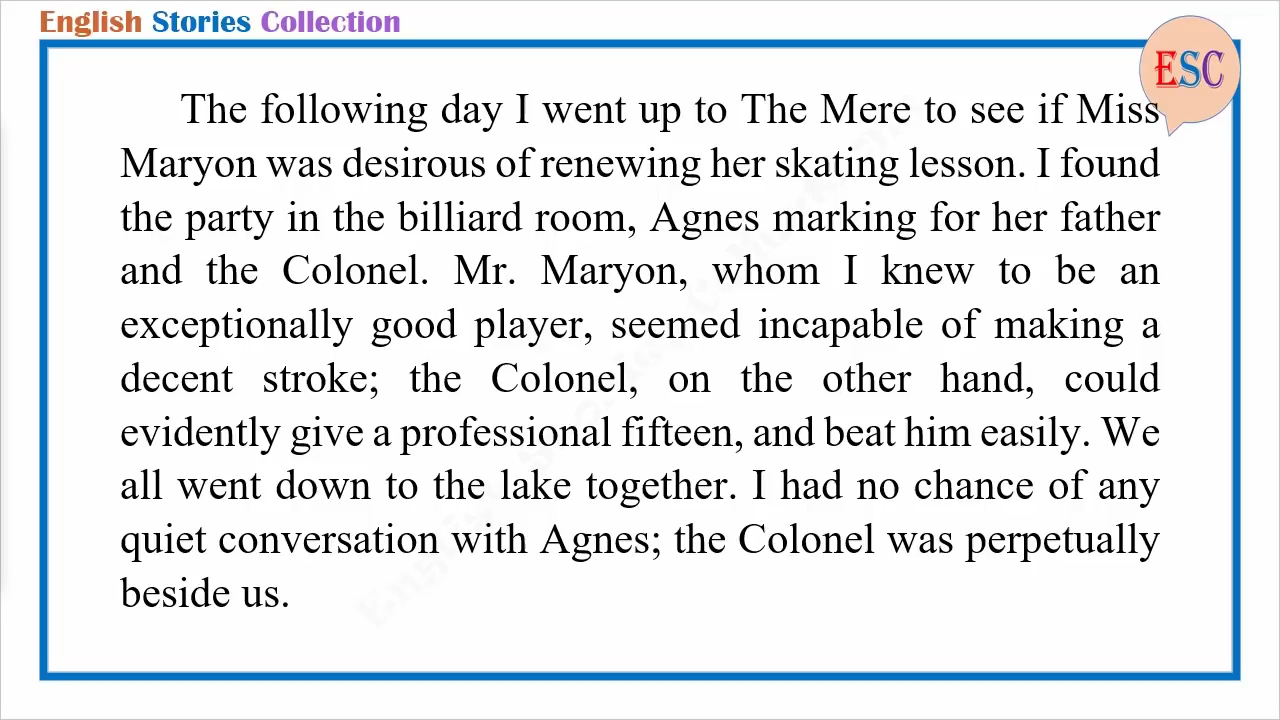 English Stories Collection
ESC
The following day I went up to The Mere to see if Miss
Maryon was desirous of renewing her skating lesson. I found
the party in the billiard room, Agnes marking for her father
and the Colonel. Mr. Maryon, whom I knew to be an
exceptionally good player, seemed incapable of making a
decent stroke; the Colonel, on the other hand, could
evidently give a professional fifteen, and beat him easily. We
all went down to the lake together. I had no chance of any
quiet conversation with Agnes; the Colonel was perpetually
beside us.